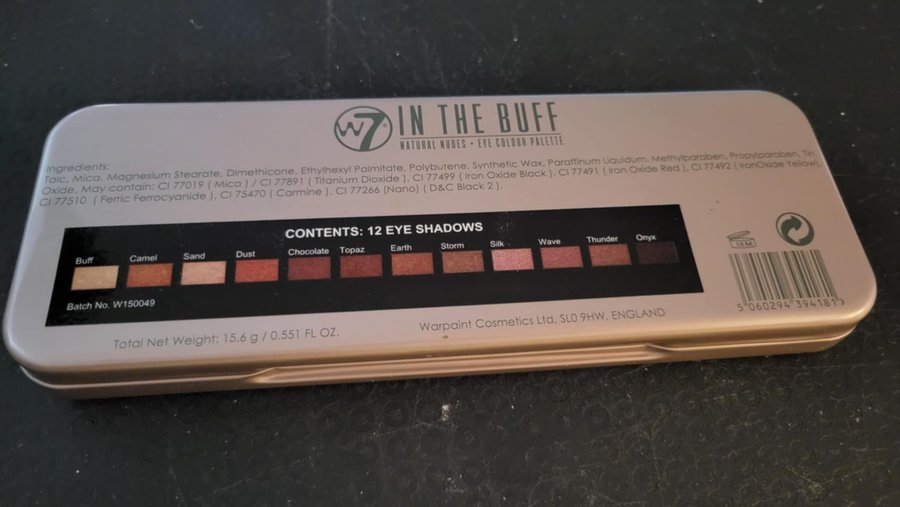 W7 IN THE BUFF
NATURAL NUDES • EYE COLOUR PALETTE
Ingredients:
Talc, Mica, Magnesium Stearate, Dimethicone, Ethylhexyl Palmitate, Polybutene, Synthetic Wax, Paraffinum Liquidum, Methylparaben, Propylparaben, Tin
Oxide. May contain: CI 77019 ( Mica ) / CI 77891 ( Titanium Dioxide ), CI 77499 ( Iron Oxide Black ), CI 77491 ( Iron Oxide Red ), CI 77492 ( IronOxide Yellow),
CI 77510 ( Ferric Ferrocyanide ), CI 75470 ( Carmine ), CI 77266 (Nano) ( D&C Black 2 ).
CONTENTS: 12 EYE SHADOWS
Buff Camel Sand Dust Chocolate Topaz Earth Storm Silk Wave Thunder Onyx
Batch No. W150049
5 060294 394181 >
Total Net Weight: 15.6 g / 0.551 FL OZ.
Warpaint Cosmetics Ltd. SL0 9HW, ENGLAND